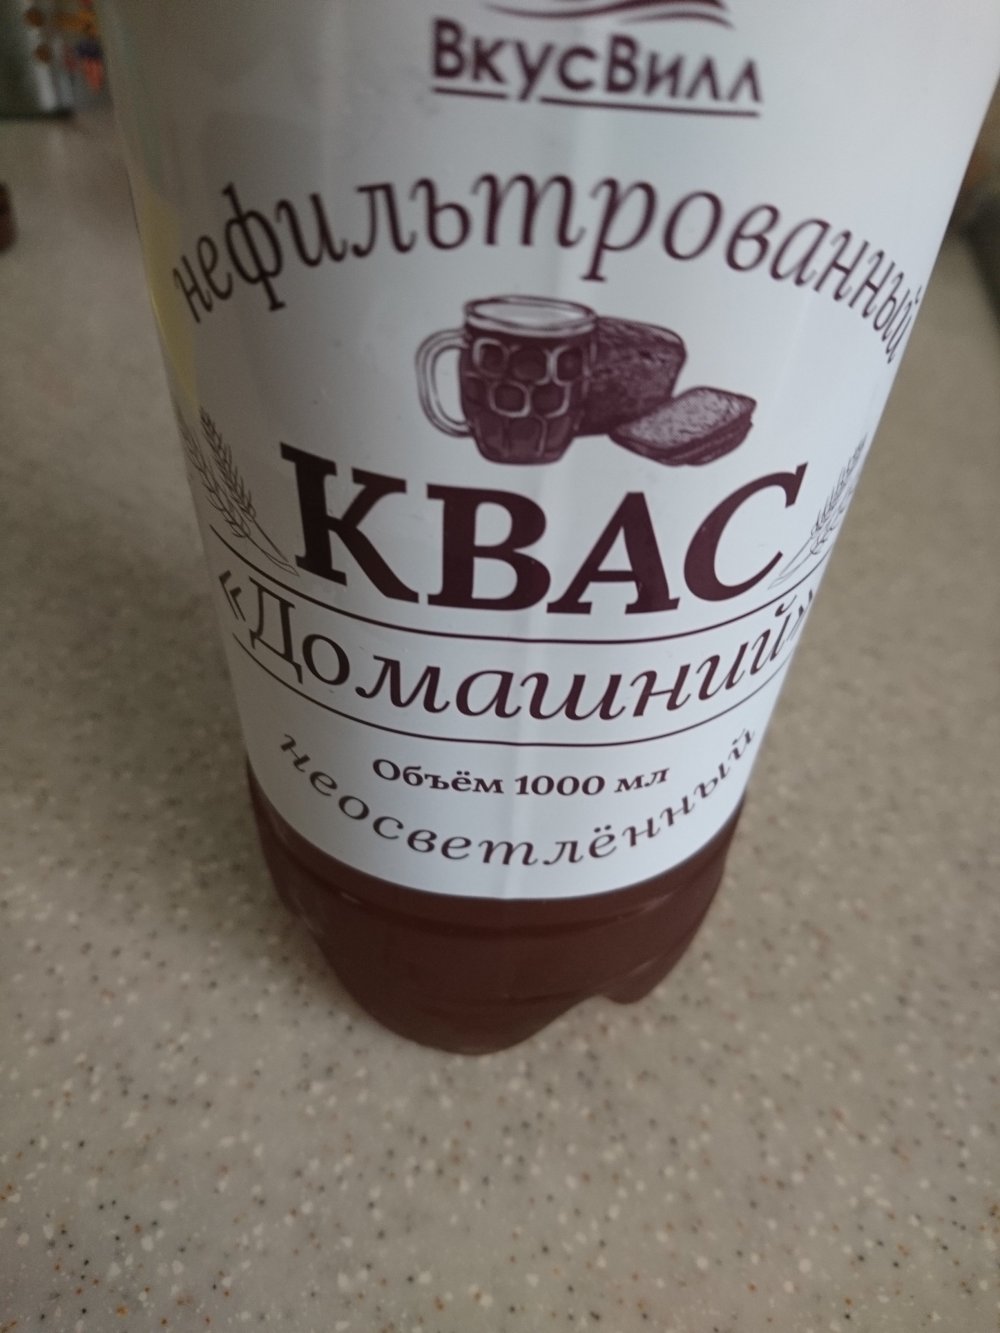 ВкусВилл
нефильтрованный
КВАС
«Домашний»
Объём 1000 мл
неосветлённый